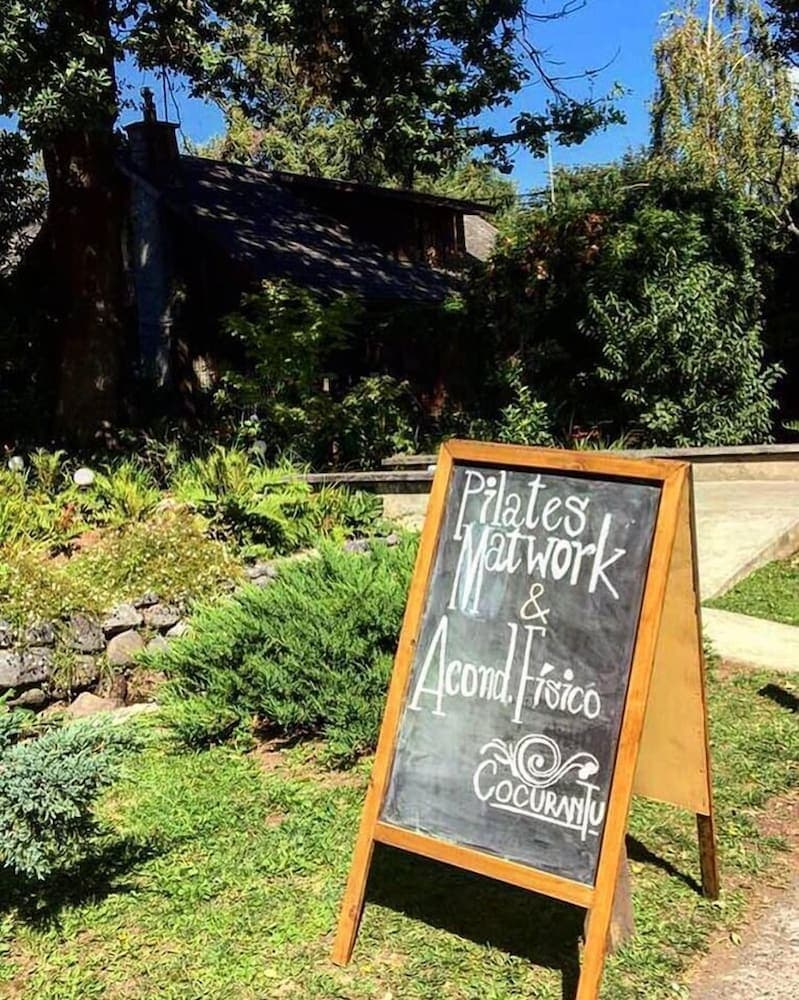 Pilates
Matwork
&
Acond. Físico
COCURANTU